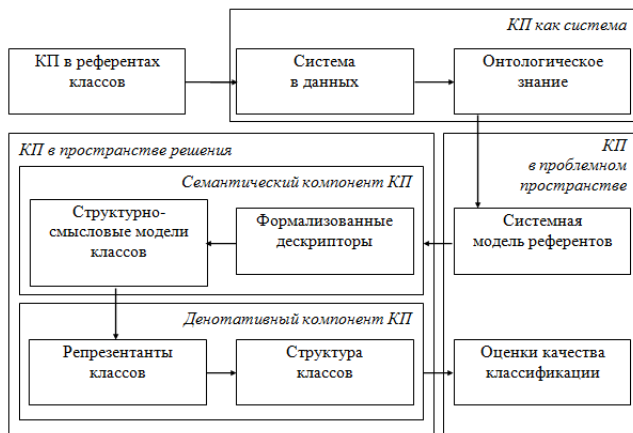 КП как система
КП в референтах
классов
Система
в данных
Онтологическое
знание
КП в пространстве решения
КП
в проблемном
пространстве
Семантический компонент КП
Структурно-
смысловые модели
классов
Формализованные
дескрипторы
Системная
модель референтов
Денотативный компонент КП
Репрезентанты
классов
Структура
классов
Оценки качества
классификации